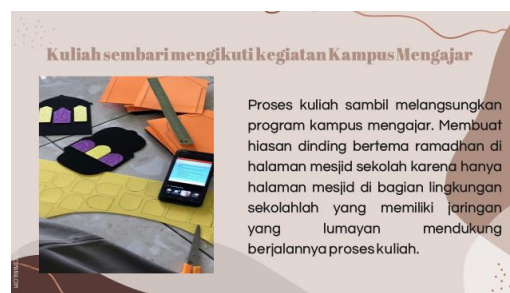 Kuliah sembari mengikuti kegiatan Kampus Mengajar
Proses kuliah sambil melangsungkan
program kampus mengajar. Membuat
hiasan dinding bertema ramadhan di
halaman mesjid sekolah karena hanya
halaman mesjid di bagian lingkungan
sekolahlah yang memiliki jaringan
yang lumayan mendukung
berjalannya proses kuliah.